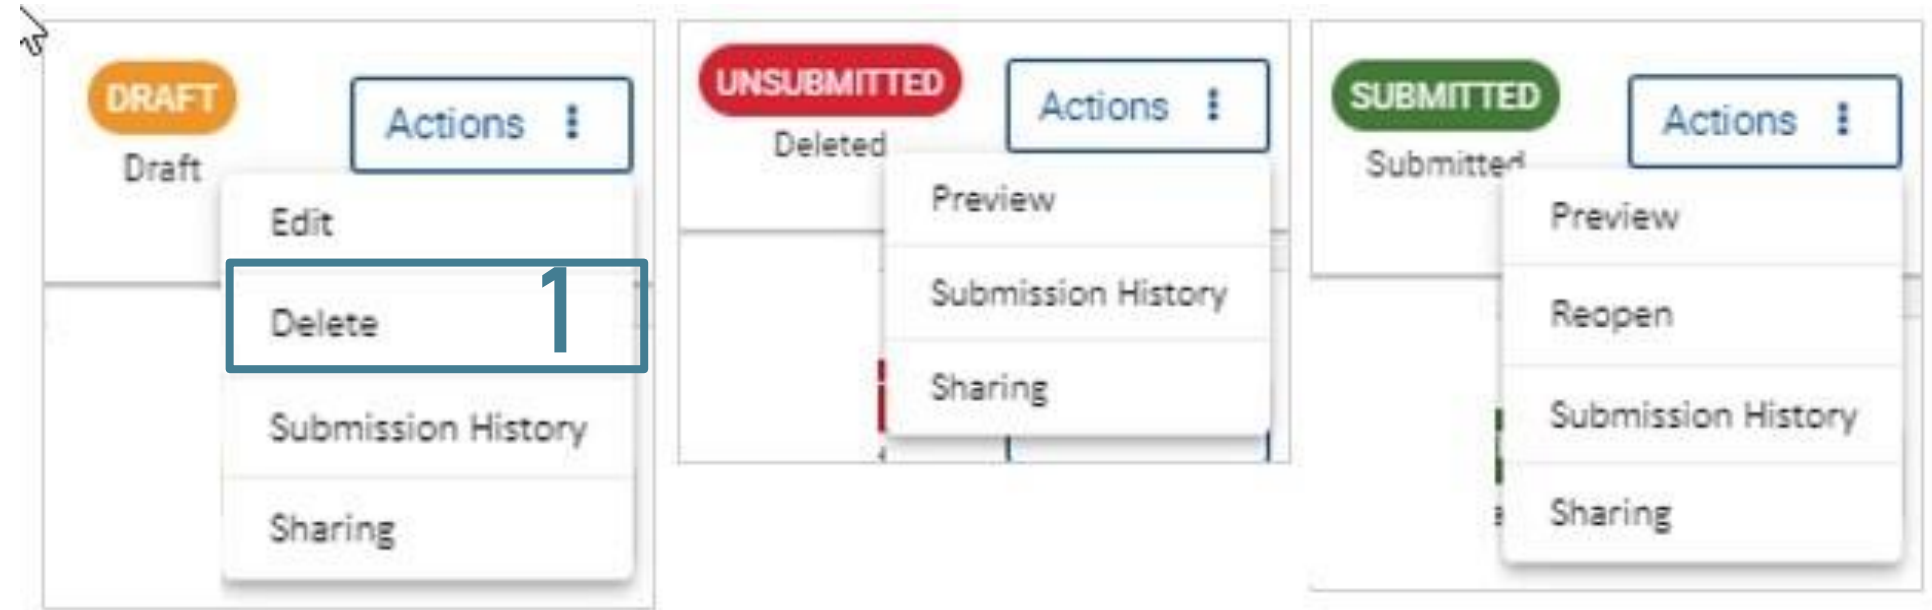 DRAFT
Actions
Draft
Edit
Delete
1
Submission History
Sharing
UNSUBMITTED
Actions
Deleted
Preview
Submission History
Sharing
SUBMITTED
Actions
Submitted
Preview
Reopen
Submission History
Sharing